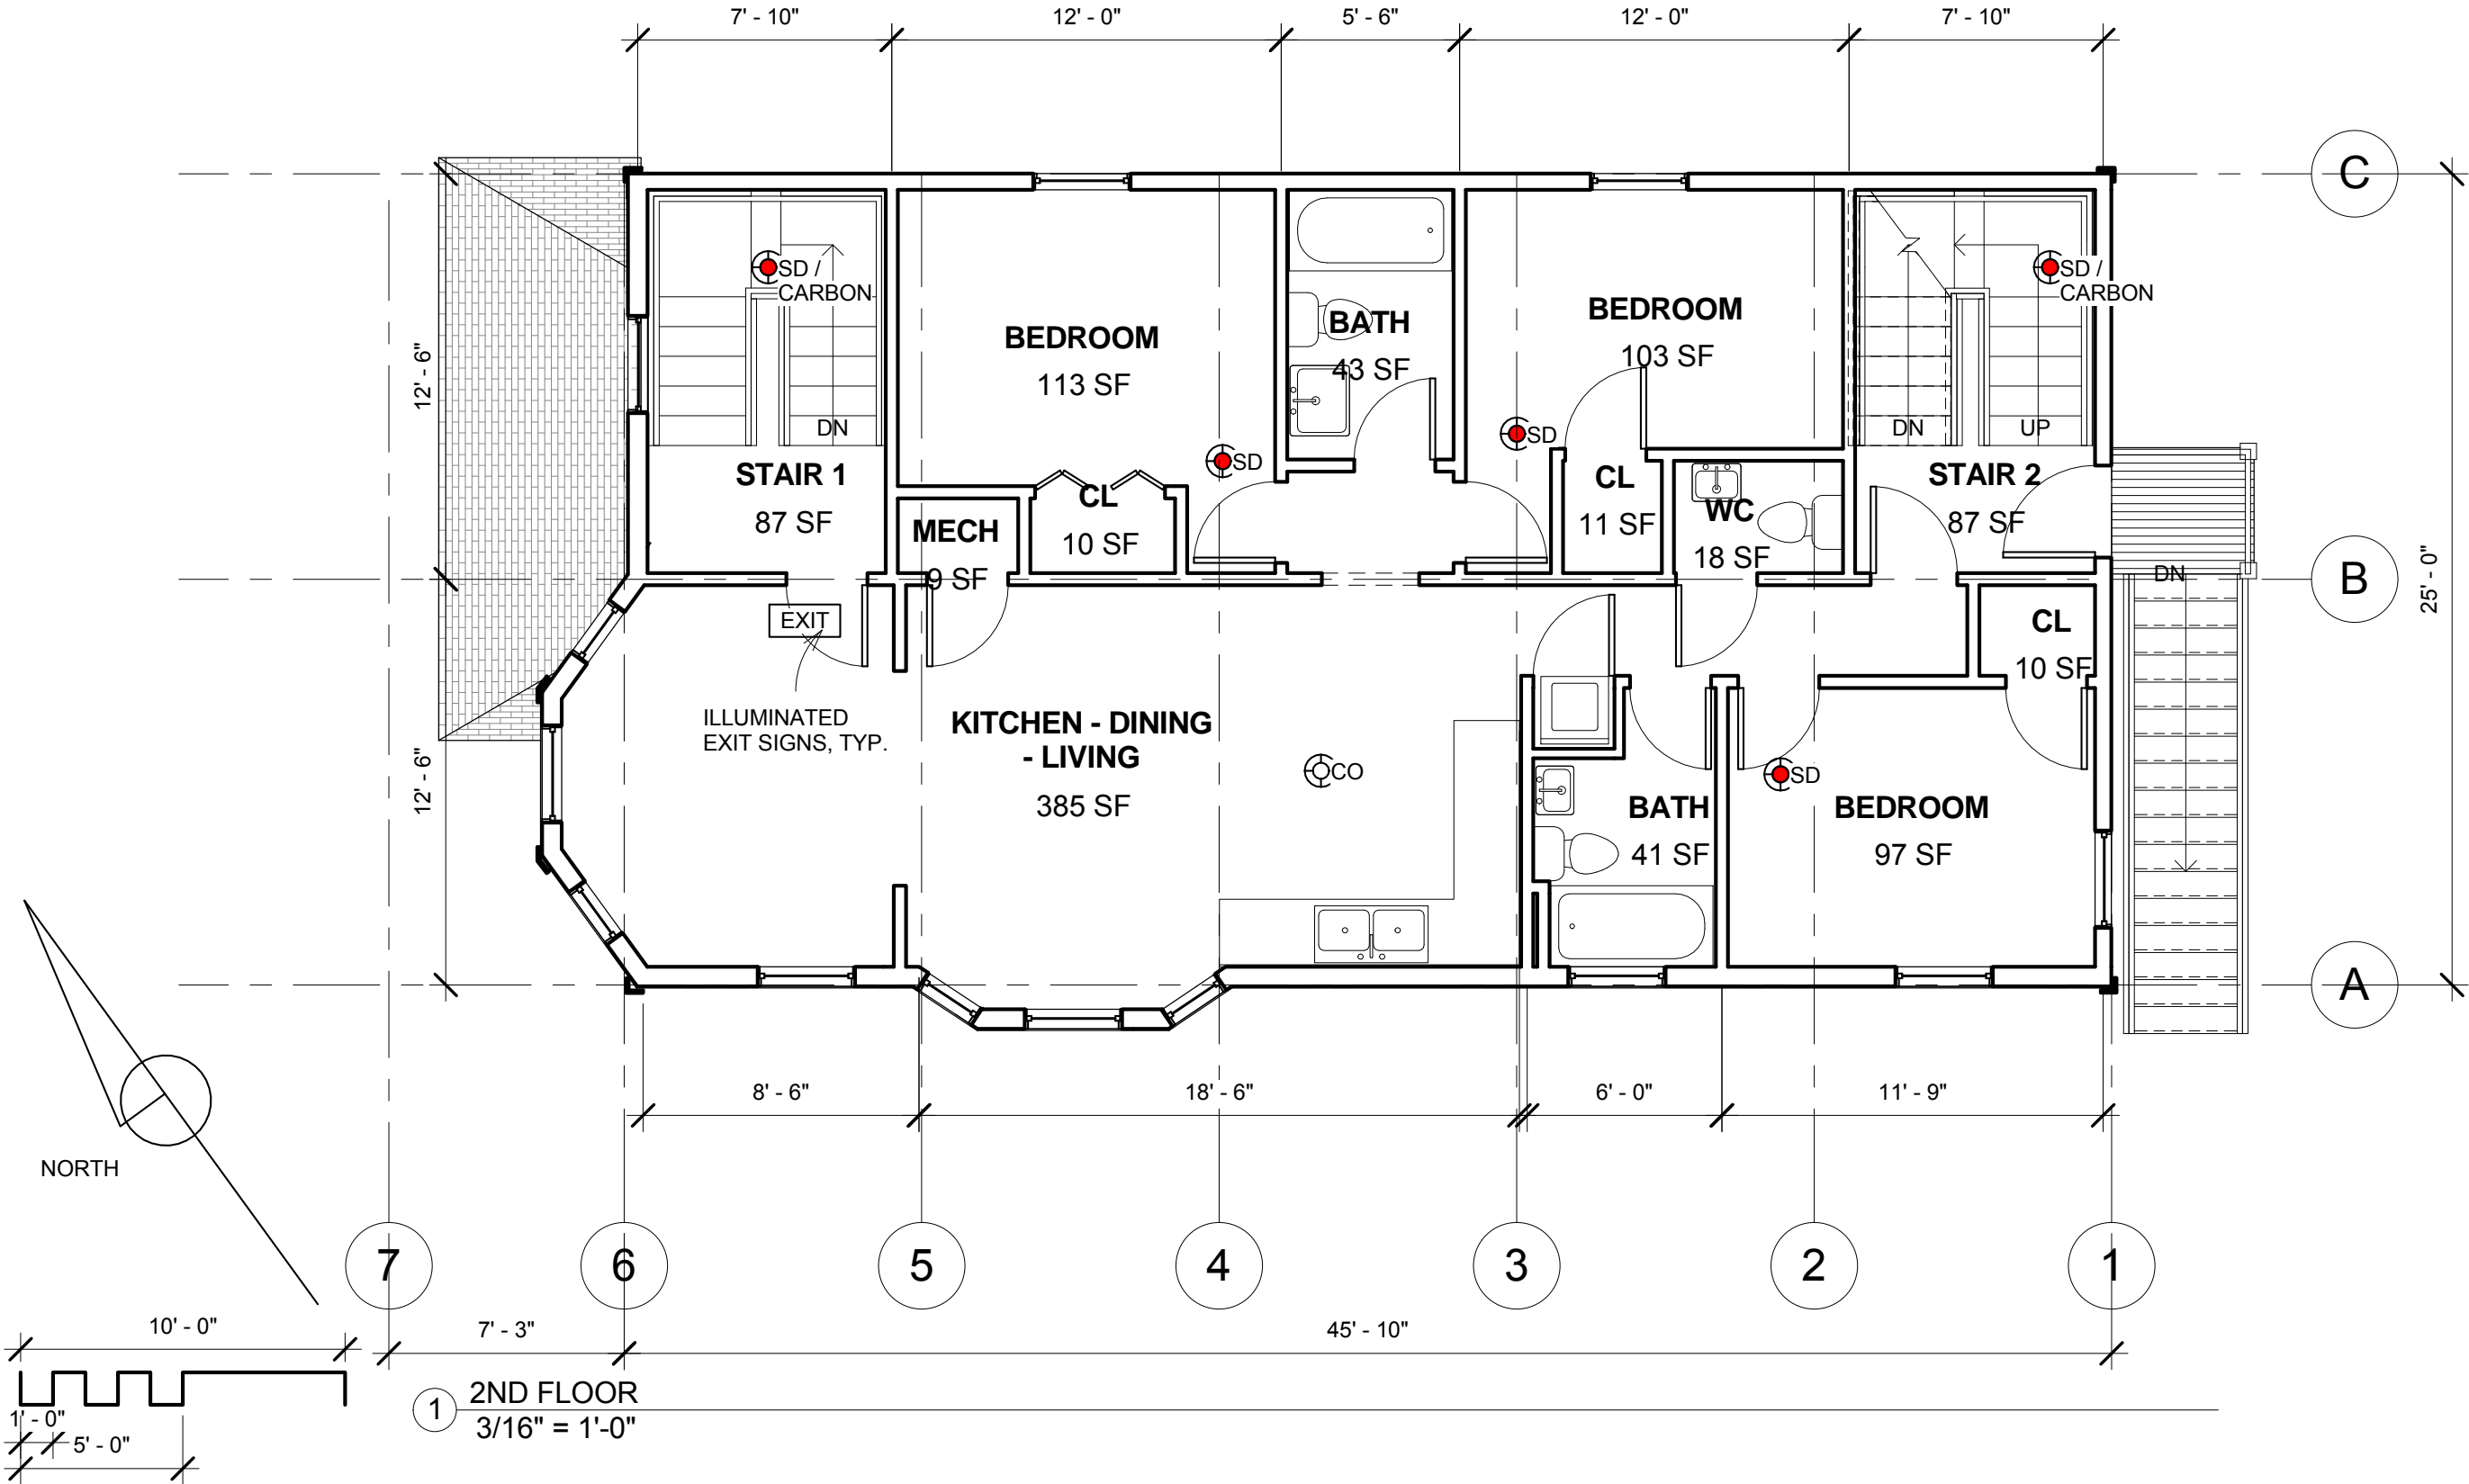 7' - 10"
12' - 0"
5' - 6"
12' - 0"
7' - 10"
C
SD /
CARBON
SD /
CARBON
BEDROOM
113 SF
BATH
43 SF
BEDROOM
103 SF
12' - 6"
DN
SD
SD
DN
UP
STAIR 1
87 SF
MECH
9 SF
CL
10 SF
CL
11 SF
WC
18 SF
STAIR 2
87 SF
B
DN
25' - 0"
EXIT
CL
10 SF
ILLUMINATED
EXIT SIGNS, TYP.
KITCHEN - DINING
- LIVING
385 SF
CO
12' - 6"
SD
BATH
41 SF
BEDROOM
97 SF
A
8' - 6"
18' - 6"
6' - 0"
11' - 9"
NORTH
7
6
5
4
3
2
1
10' - 0"
7' - 3"
45' - 10"
1' - 0"
5' - 0"
1
2ND FLOOR
3/16" = 1'-0"